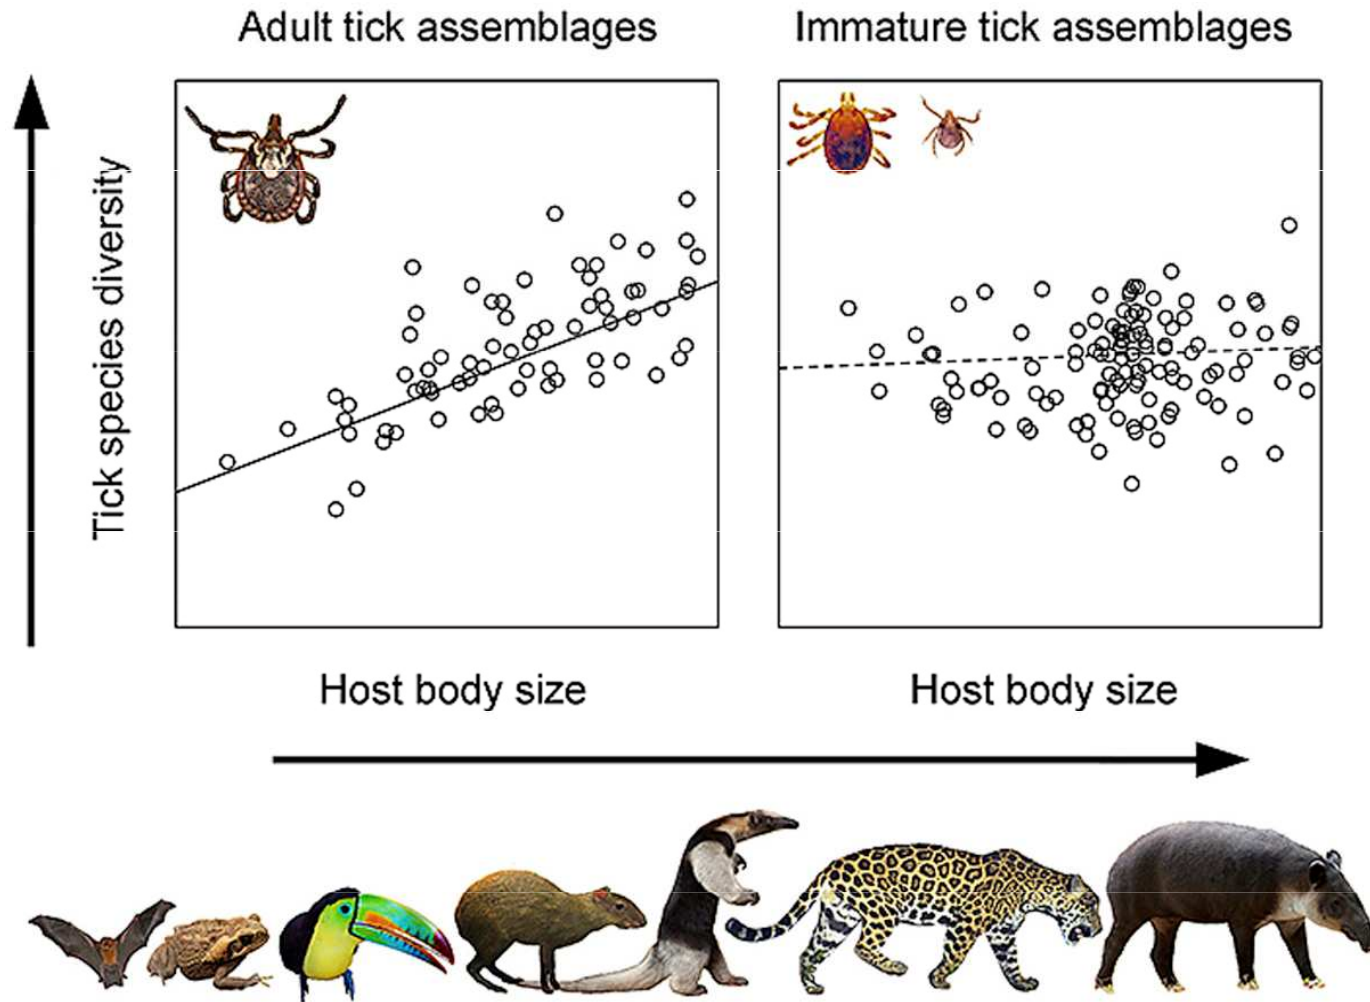 Adult tick assemblages
Immature tick assemblages
Tick species diversity
Host body size
Host body size